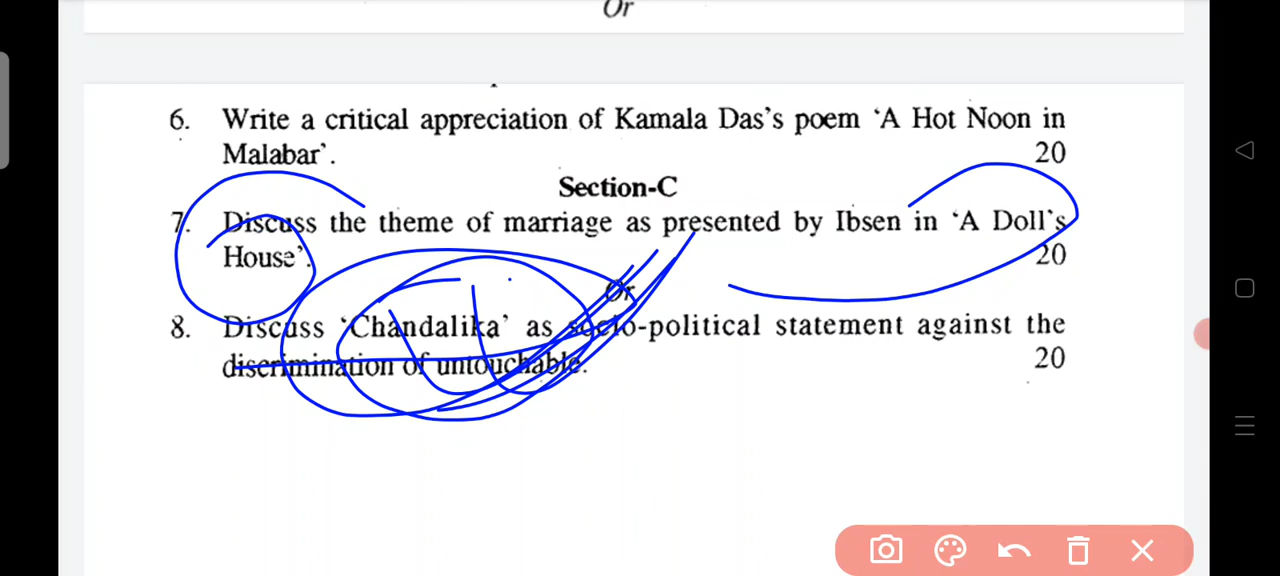 Or
6. Write a critical appreciation of Kamala Das's poem 'A Hot Noon in
Malabar'. 20
Section-C
7. Discuss the theme of marriage as presented by Ibsen in 'A Doll's
House'. 20
Or
8. Discuss 'Chandalika' as socio-political statement against the
discrimination of untouchable. 20